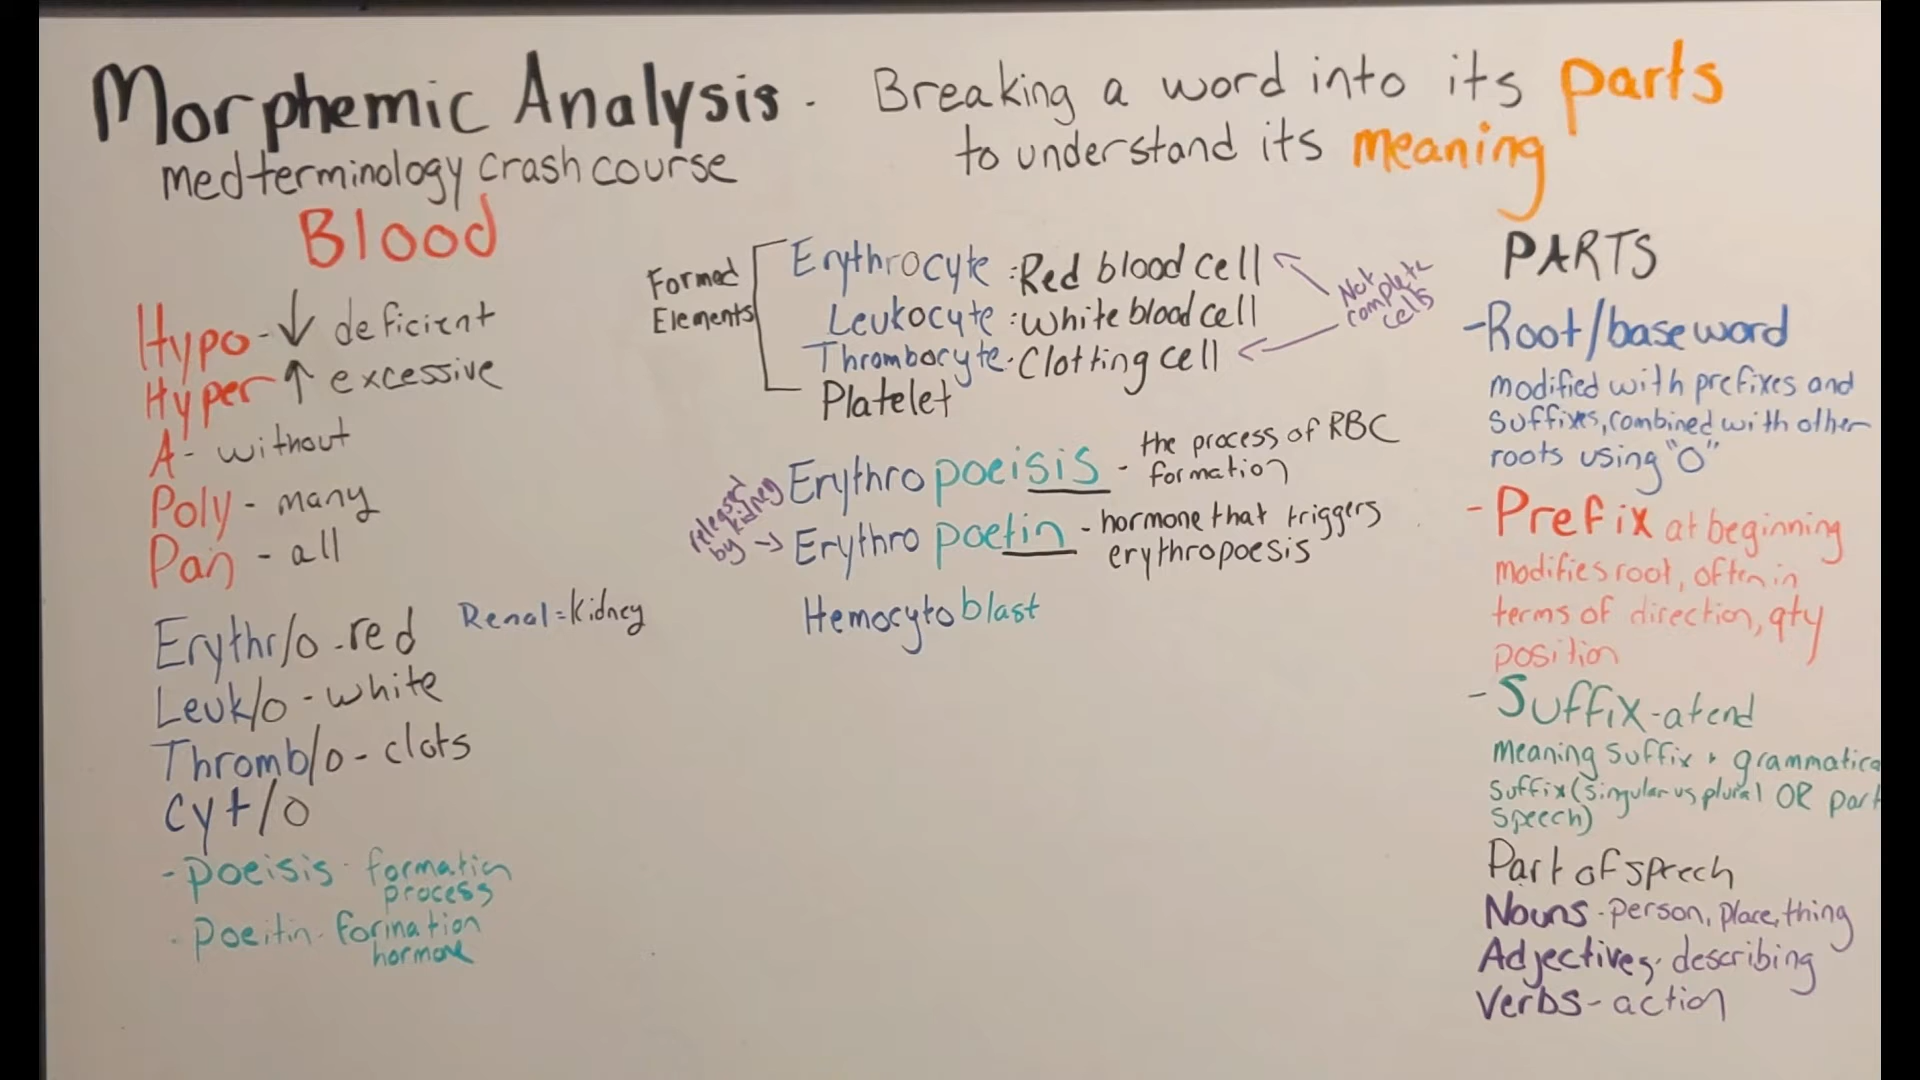 Morphemic Analysis - Breaking a word into its parts
to understand its meaning
med terminology crash course
Blood
Hypo - ↓ deficient
Hyper ↑ excessive
A - without
Poly - many
Pan - all
Erythr/o - red
Renal = kidney
Leuk/o - white
Thromb/o - clots
Cyt/o
- poeisis - formation
process
- poeitin - formation
hormone
Formed
Elements
Erythrocyte : Red blood cell
Leukocyte : White blood cell
Thrombocyte - Clotting cell
Platelet
Not
complete
cells
Erythropoeisis - the process of RBC
formation
released
by kidney
→ Erythropoetin - hormone that triggers
erythropoesis
Hemocytoblast
PARTS
- Root/base word
modified with prefixes and
suffixes, combined with other
roots using "O"
- Prefix at beginning
modifies root, often in
terms of direction, qty
position
- Suffix - at end
Meaning suffix + grammatica
suffix (singular vs plural OR part
speech)
Part of speech
Nouns - person, place, thing
Adjectives - describing
Verbs - action